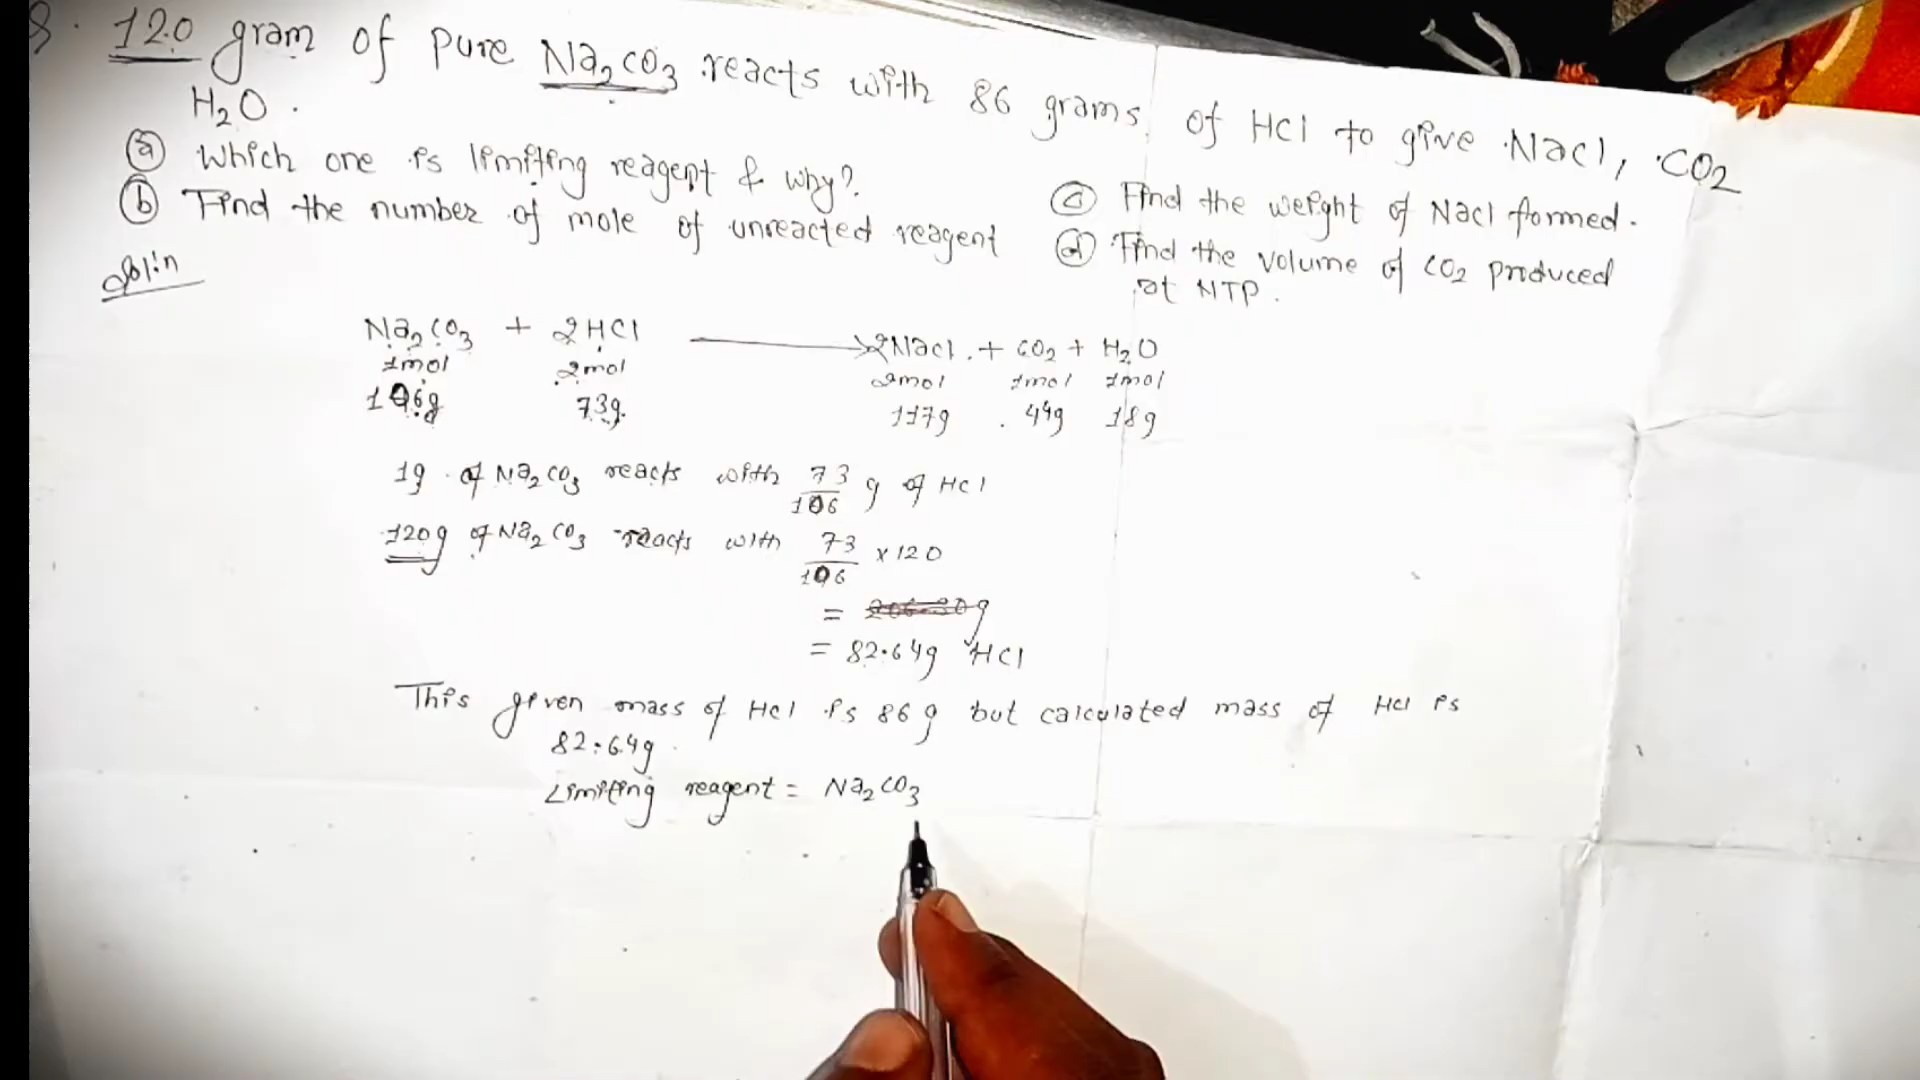 Q. 120 gram of pure Na₂CO₃ reacts with 86 grams of HCl to give NaCl, CO₂
H₂O.
(a) Which one is limiting reagent & why?
(b) Find the number of mole of unreacted reagent
(c) Find the weight of NaCl formed.
(d) Find the volume of CO₂ produced
at NTP.
Soln
Na₂CO₃ + 2HCl → 2NaCl + CO₂ + H₂O
1mol 2mol 2mol 1mol 1mol
106g 73g 117g 44g 18g
1g of Na₂CO₃ reacts with 73/106 g of HCl
120g of Na₂CO₃ reacts with 73/106 x 120
= g
= 82.64g HCl
This given mass of HCl is 86g but calculated mass of HCl is
82.64g
Limiting reagent = Na₂CO₃